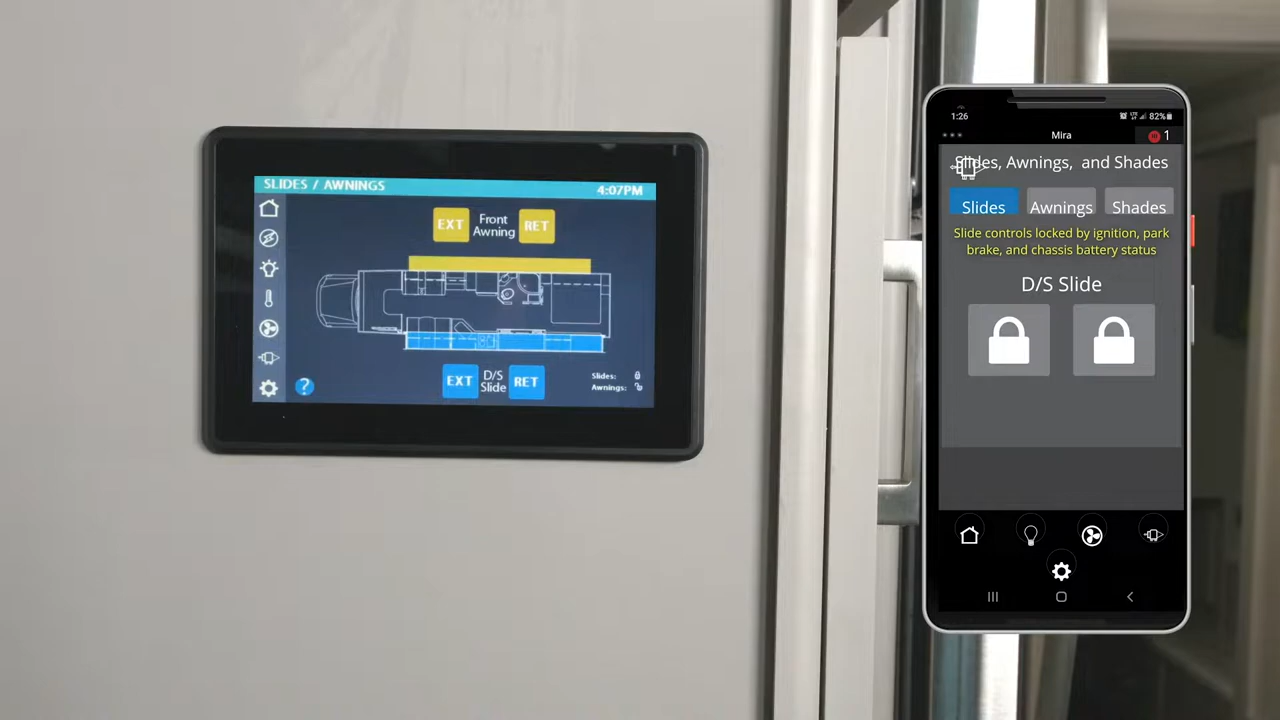 SLIDES / AWNINGS
4:07PM
EXT
Front
Awning
RET
EXT
D/S
Slide
RET
?
Slides:
Awnings:
1:26
82%
Mira
1
Slides, Awnings, and Shades
Slides
Awnings
Shades
Slide controls locked by ignition, park
brake, and chassis battery status
D/S Slide